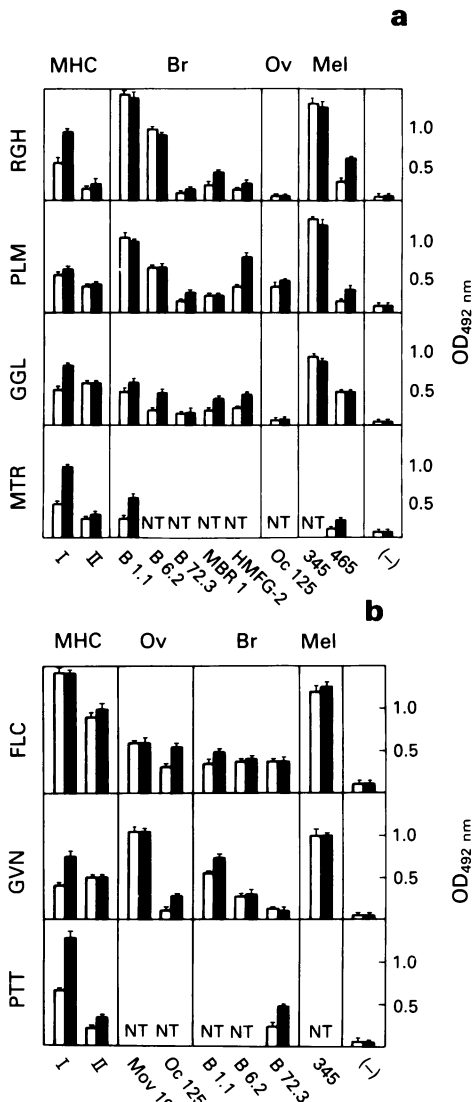 a
MHC Br Ov Mel
RGH 1.0 0.5
PLM 1.0 0.5
GGL 1.0 0.5
MTR NT NT NT NT NT NT 1.0 0.5
OD492 nm
I II B 1.1 B 6.2 B 72.3 MBR 1 HMFG-2 Oc 125 345 465 (–)
b
MHC Ov Br Mel
FLC 1.0 0.5
GVN 1.0 0.5
PTT NT NT NT NT NT 1.0 0.5
OD492 nm
I II Oc 125 B 1.1 B 6.2 B 72.3 345 (–)